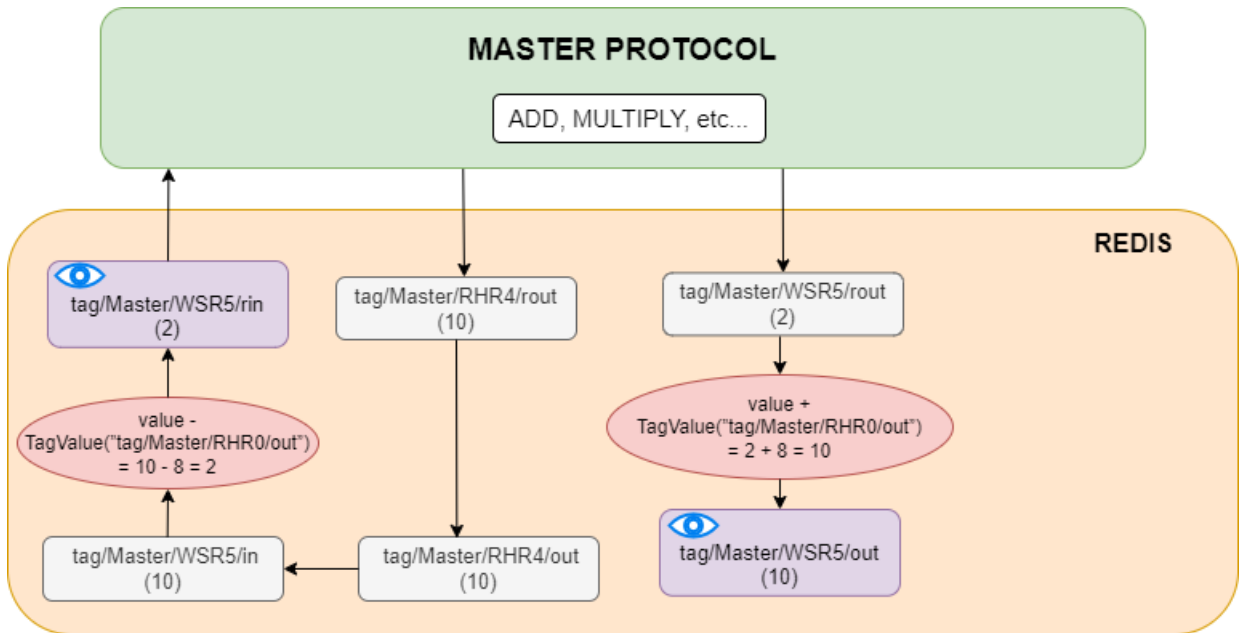 MASTER PROTOCOL
ADD, MULTIPLY, etc...
REDIS
tag/Master/WSR5/rin
(2)
tag/Master/RHR4/rout
(10)
tag/Master/WSR5/rout
(2)
value -
TagValue("tag/Master/RHR0/out")
= 10 - 8 = 2
value +
TagValue("tag/Master/RHR0/out")
= 2 + 8 = 10
tag/Master/WSR5/in
(10)
tag/Master/RHR4/out
(10)
tag/Master/WSR5/out
(10)